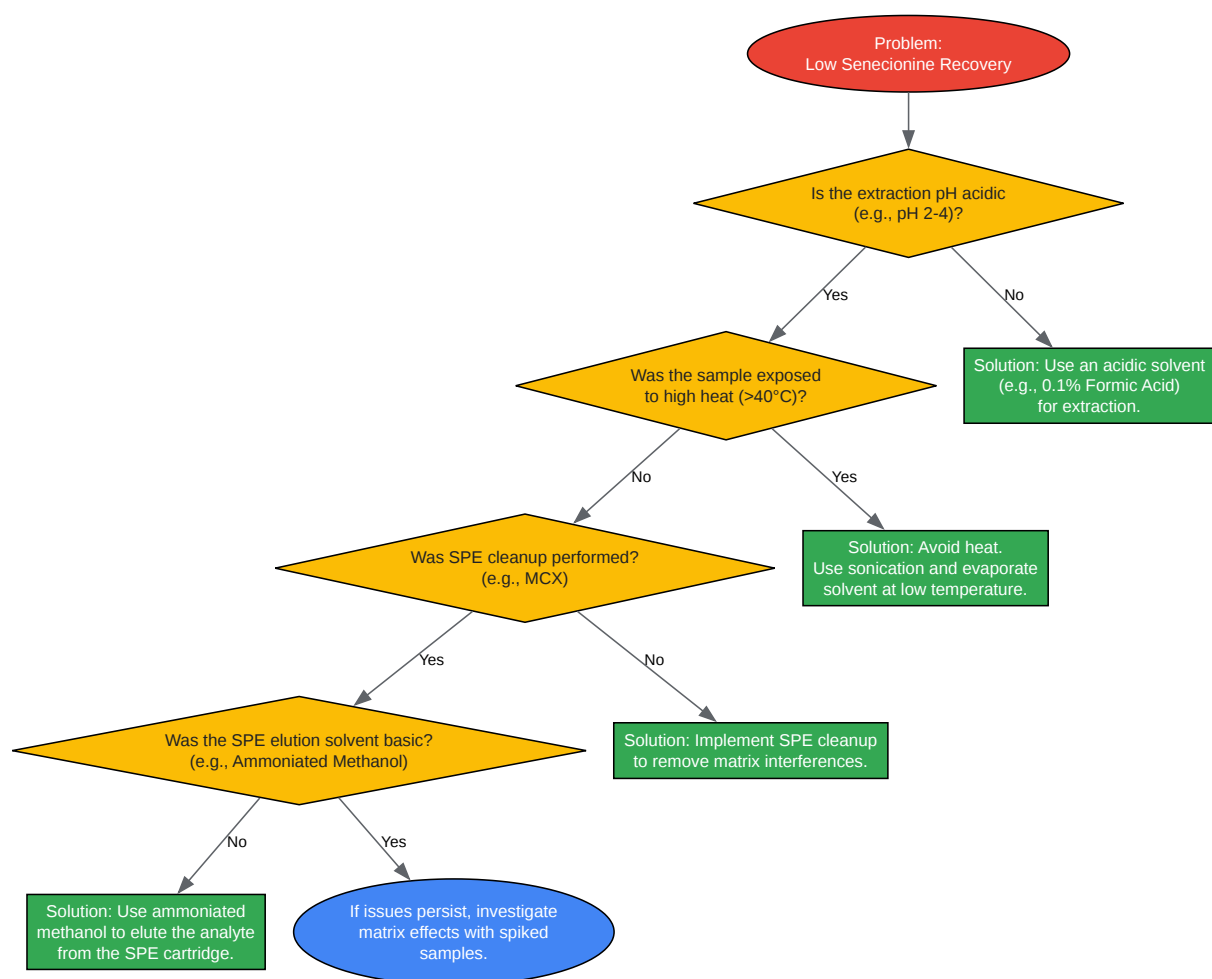 Problem:
Low Senecionine Recovery
Is the extraction pH acidic
(e.g., pH 2-4)?
Yes
No
Was the sample exposed
to high heat (>40°C)?
Solution: Use an acidic solvent
(e.g., 0.1% Formic Acid)
for extraction.
No
Yes
Was SPE cleanup performed?
(e.g., MCX)
Solution: Avoid heat.
Use sonication and evaporate
solvent at low temperature.
Yes
No
Was the SPE elution solvent basic?
(e.g., Ammoniated Methanol)
Solution: Implement SPE cleanup
to remove matrix interferences.
No
Yes
Solution: Use ammoniated
methanol to elute the analyte
from the SPE cartridge.
If issues persist, investigate
matrix effects with spiked
samples.